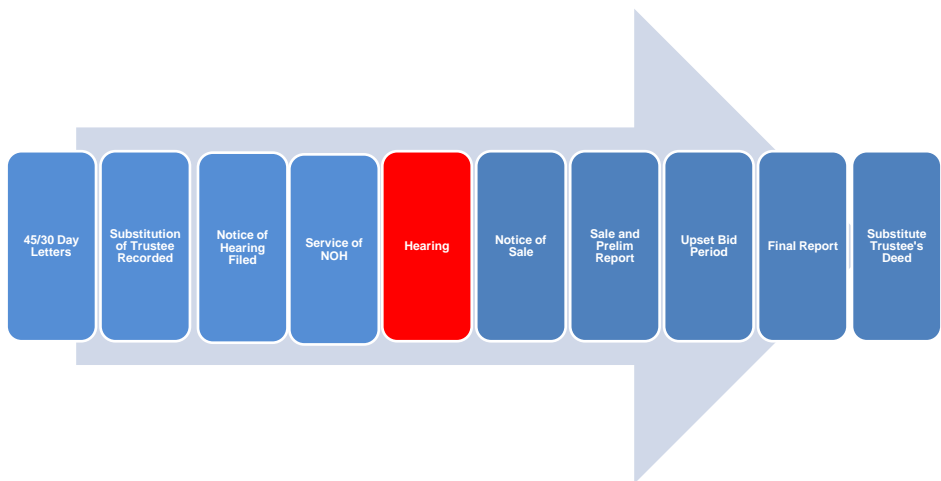 45/30 Day
Letters
Substitution
of Trustee
Recorded
Notice of
Hearing
Filed
Service of
NOH
Hearing
Notice of
Sale
Sale and
Prelim
Report
Upset Bid
Period
Final Report
Substitute
Trustee's
Deed